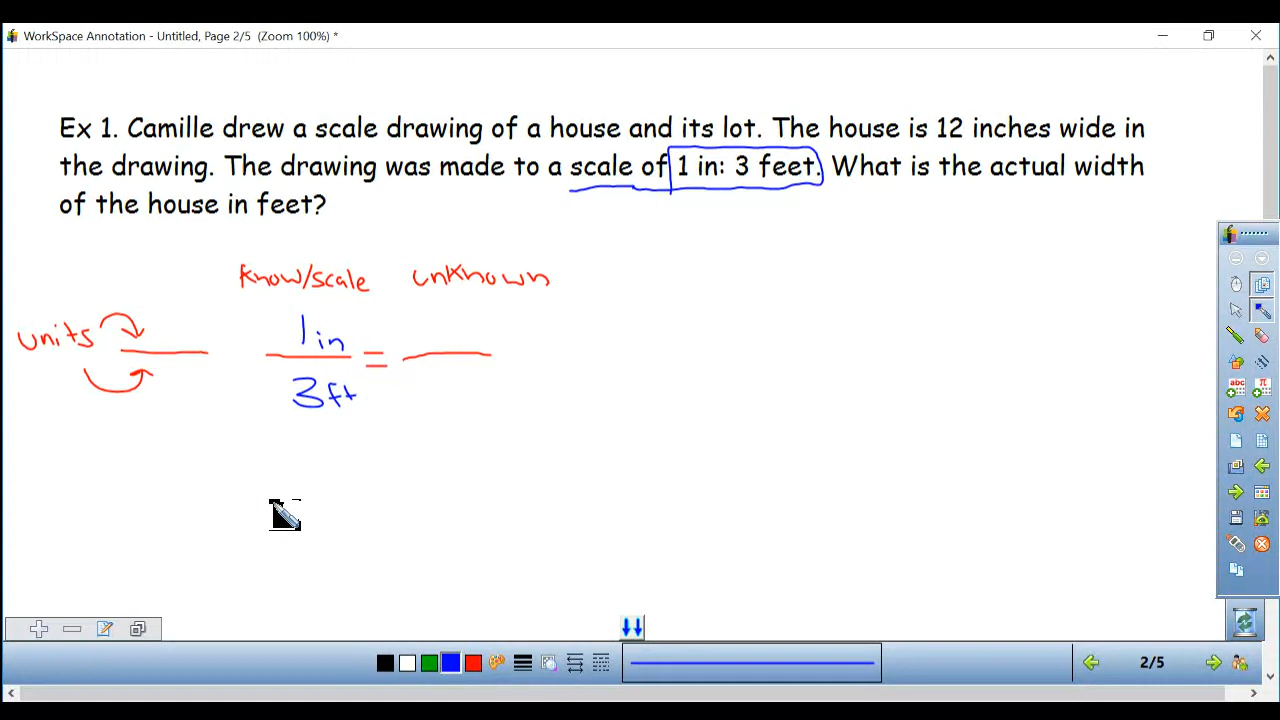 WorkSpace Annotation - Untitled, Page 2/5 (Zoom 100%) *
Ex 1. Camille drew a scale drawing of a house and its lot. The house is 12 inches wide in
the drawing. The drawing was made to a scale of 1 in: 3 feet. What is the actual width
of the house in feet?
know/scale unknown
units
1 in
=
3 ft
abc π
2/5